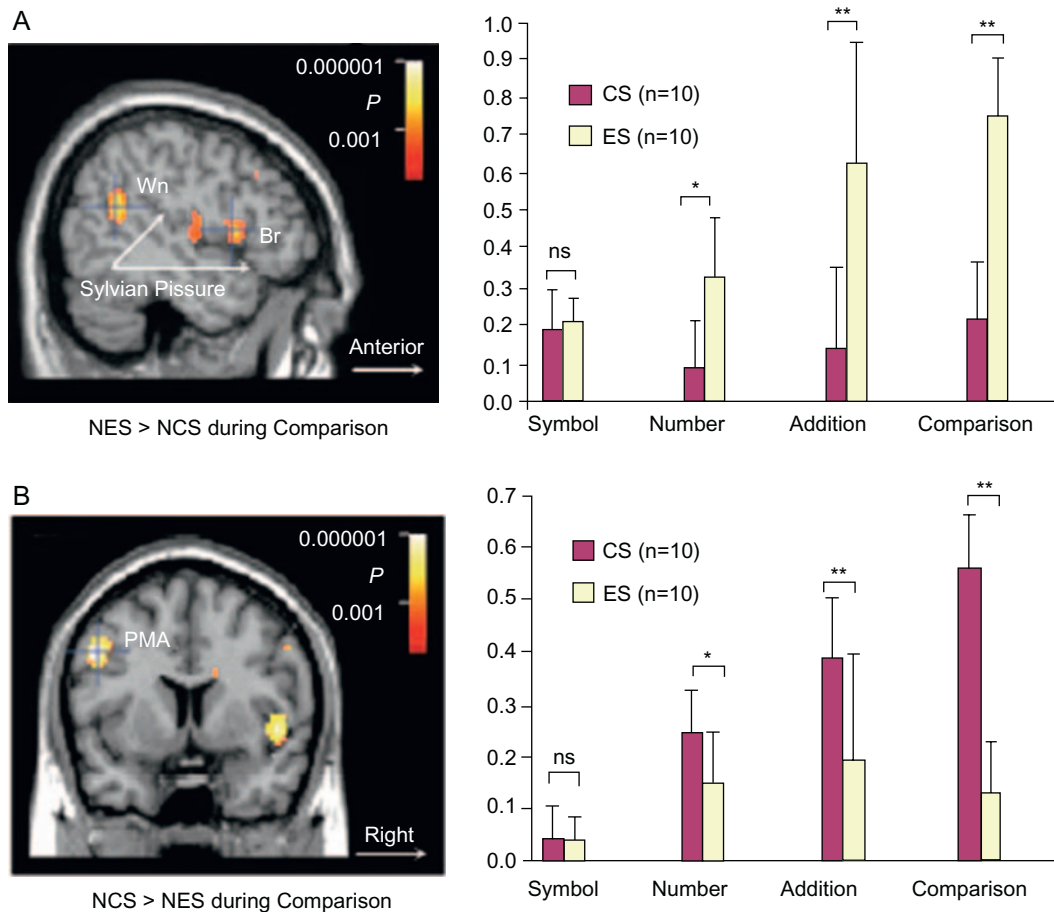 A
0.000001
P
0.001
Wn
Br
Sylvian Pissure
Anterior
NES > NCS during Comparison
1.0
0.9
0.8
0.7
0.6
0.5
0.4
0.3
0.2
0.1
0.0
CS (n=10)
ES (n=10)
ns
*
**
**
Symbol Number Addition Comparison
B
0.000001
P
0.001
PMA
Right
NCS > NES during Comparison
0.7
0.6
0.5
0.4
0.3
0.2
0.1
0.0
CS (n=10)
ES (n=10)
ns
*
**
**
Symbol Number Addition Comparison